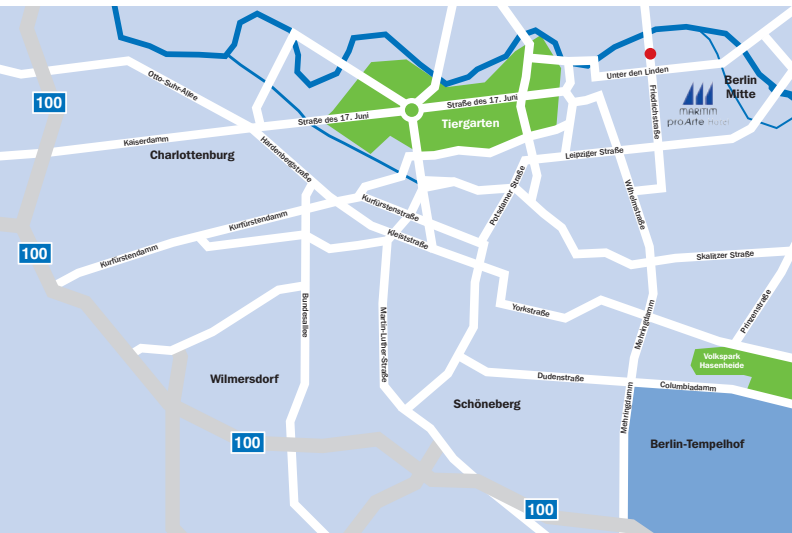 Otto-Suhr-Allee
Unter den Linden
Berlin
Mitte
100
MARITIM
proArte Hotel
Friedrichstraße
Straße des 17. Juni
Straße des 17. Juni
Tiergarten
Kaiserdamm
Charlottenburg
Hardenbergstraße
Leipziger Straße
Potsdamer Straße
Wilhelmstraße
Kurfürstenstraße
Kurfürstendamm
Kleiststraße
Kurfürstendamm
100
Skalitzer Straße
Bundesallee
Martin-Luther-Straße
Yorkstraße
Mehringdamm
Prinzenstraße
Volkspark
Hasenheide
Wilmersdorf
Dudenstraße
Columbiadamm
Schöneberg
Mehringdamm
Berlin-Tempelhof
100
100